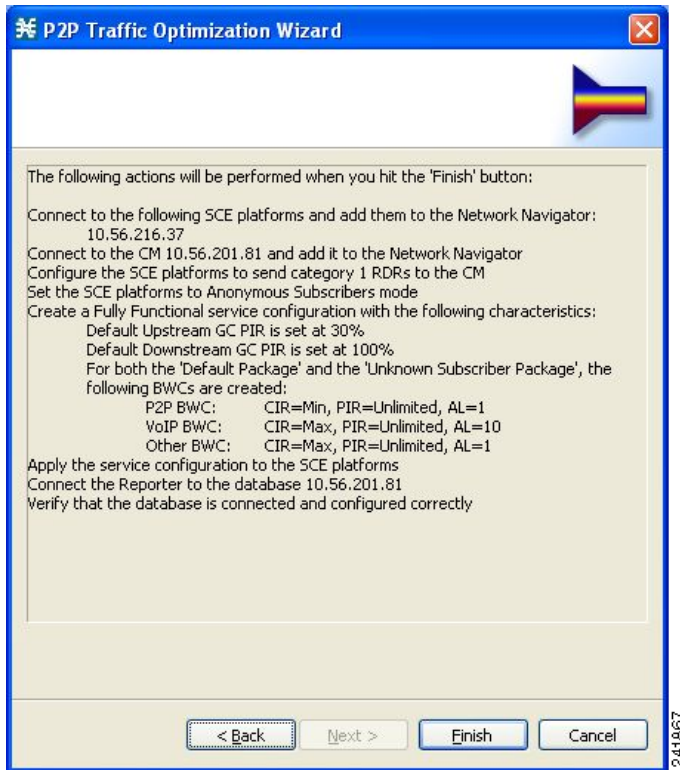 P2P Traffic Optimization Wizard
The following actions will be performed when you hit the 'Finish' button:
Connect to the following SCE platforms and add them to the Network Navigator:
10.56.216.37
Connect to the CM 10.56.201.81 and add it to the Network Navigator
Configure the SCE platforms to send category 1 RDRs to the CM
Set the SCE platforms to Anonymous Subscribers mode
Create a Fully Functional service configuration with the following characteristics:
Default Upstream GC PIR is set at 30%
Default Downstream GC PIR is set at 100%
For both the 'Default Package' and the 'Unknown Subscriber Package', the
following BWCs are created:
P2P BWC: CIR=Min, PIR=Unlimited, AL=1
VoIP BWC: CIR=Max, PIR=Unlimited, AL=10
Other BWC: CIR=Max, PIR=Unlimited, AL=1
Apply the service configuration to the SCE platforms
Connect the Reporter to the database 10.56.201.81
Verify that the database is connected and configured correctly
< Back Next > Finish Cancel
241867